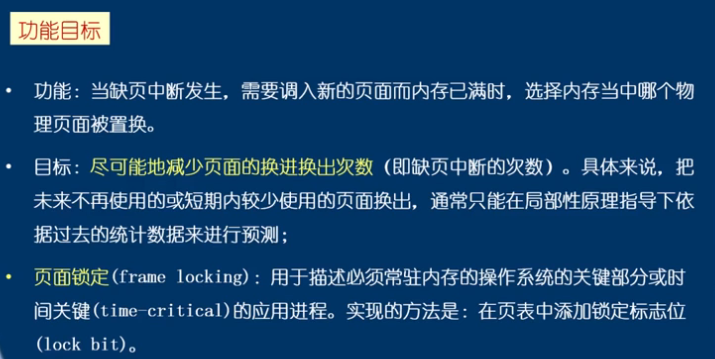 功能目标
• 功能：当缺页中断发生，需要调入新的页面而内存已满时，选择内存当中哪个物
理页面被置换。
• 目标：尽可能地减少页面的换进换出次数（即缺页中断的次数）。具体来说，把
未来不再使用的或短期内较少使用的页面换出，通常只能在局部性原理指导下依
据过去的统计数据来进行预测；
• 页面锁定(frame locking)：用于描述必须常驻内存的操作系统的关键部分或时
间关键(time-critical)的应用进程。实现的方法是：在页表中添加锁定标志位
(lock bit)。